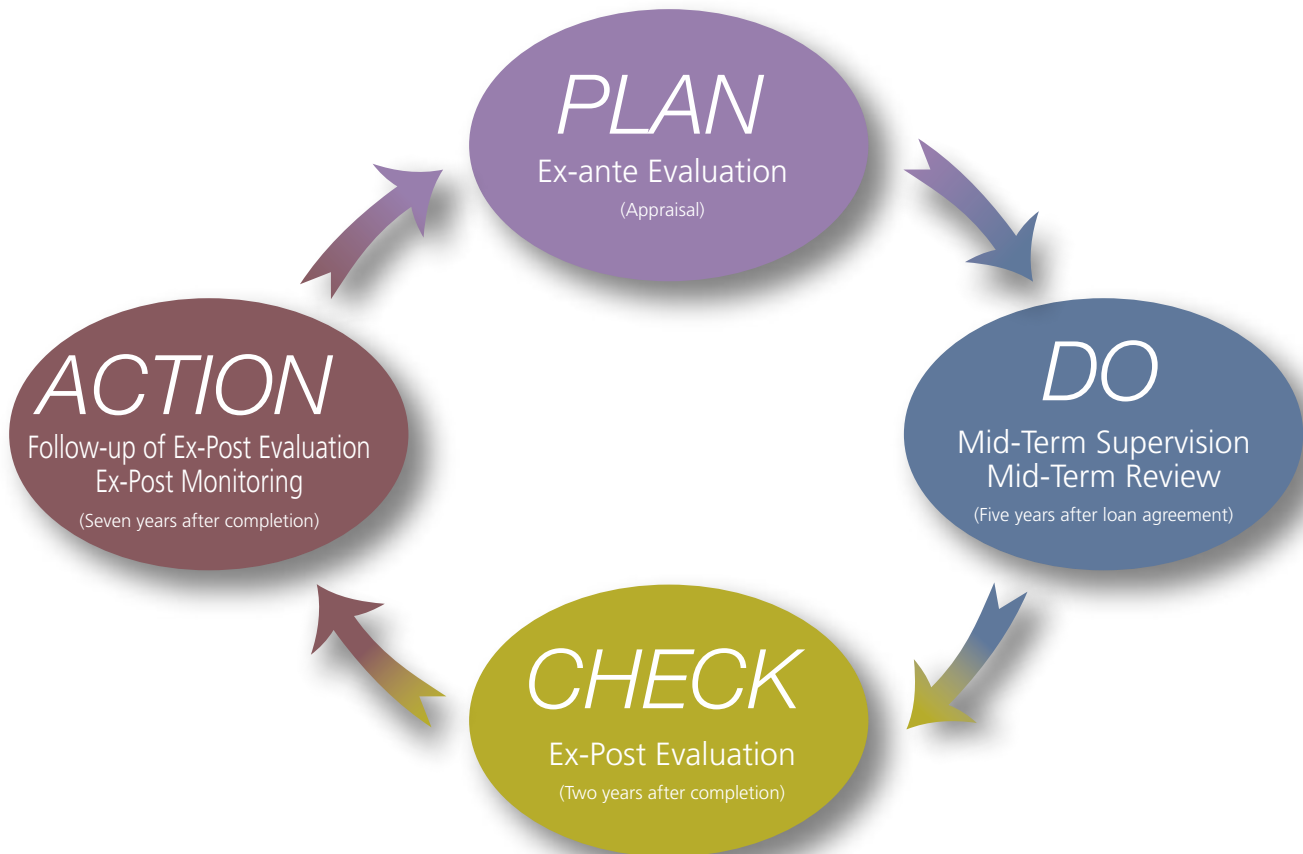 PLAN
Ex-ante Evaluation
(Appraisal)
DO
Mid-Term Supervision
Mid-Term Review
(Five years after loan agreement)
CHECK
Ex-Post Evaluation
(Two years after completion)
ACTION
Follow-up of Ex-Post Evaluation
Ex-Post Monitoring
(Seven years after completion)